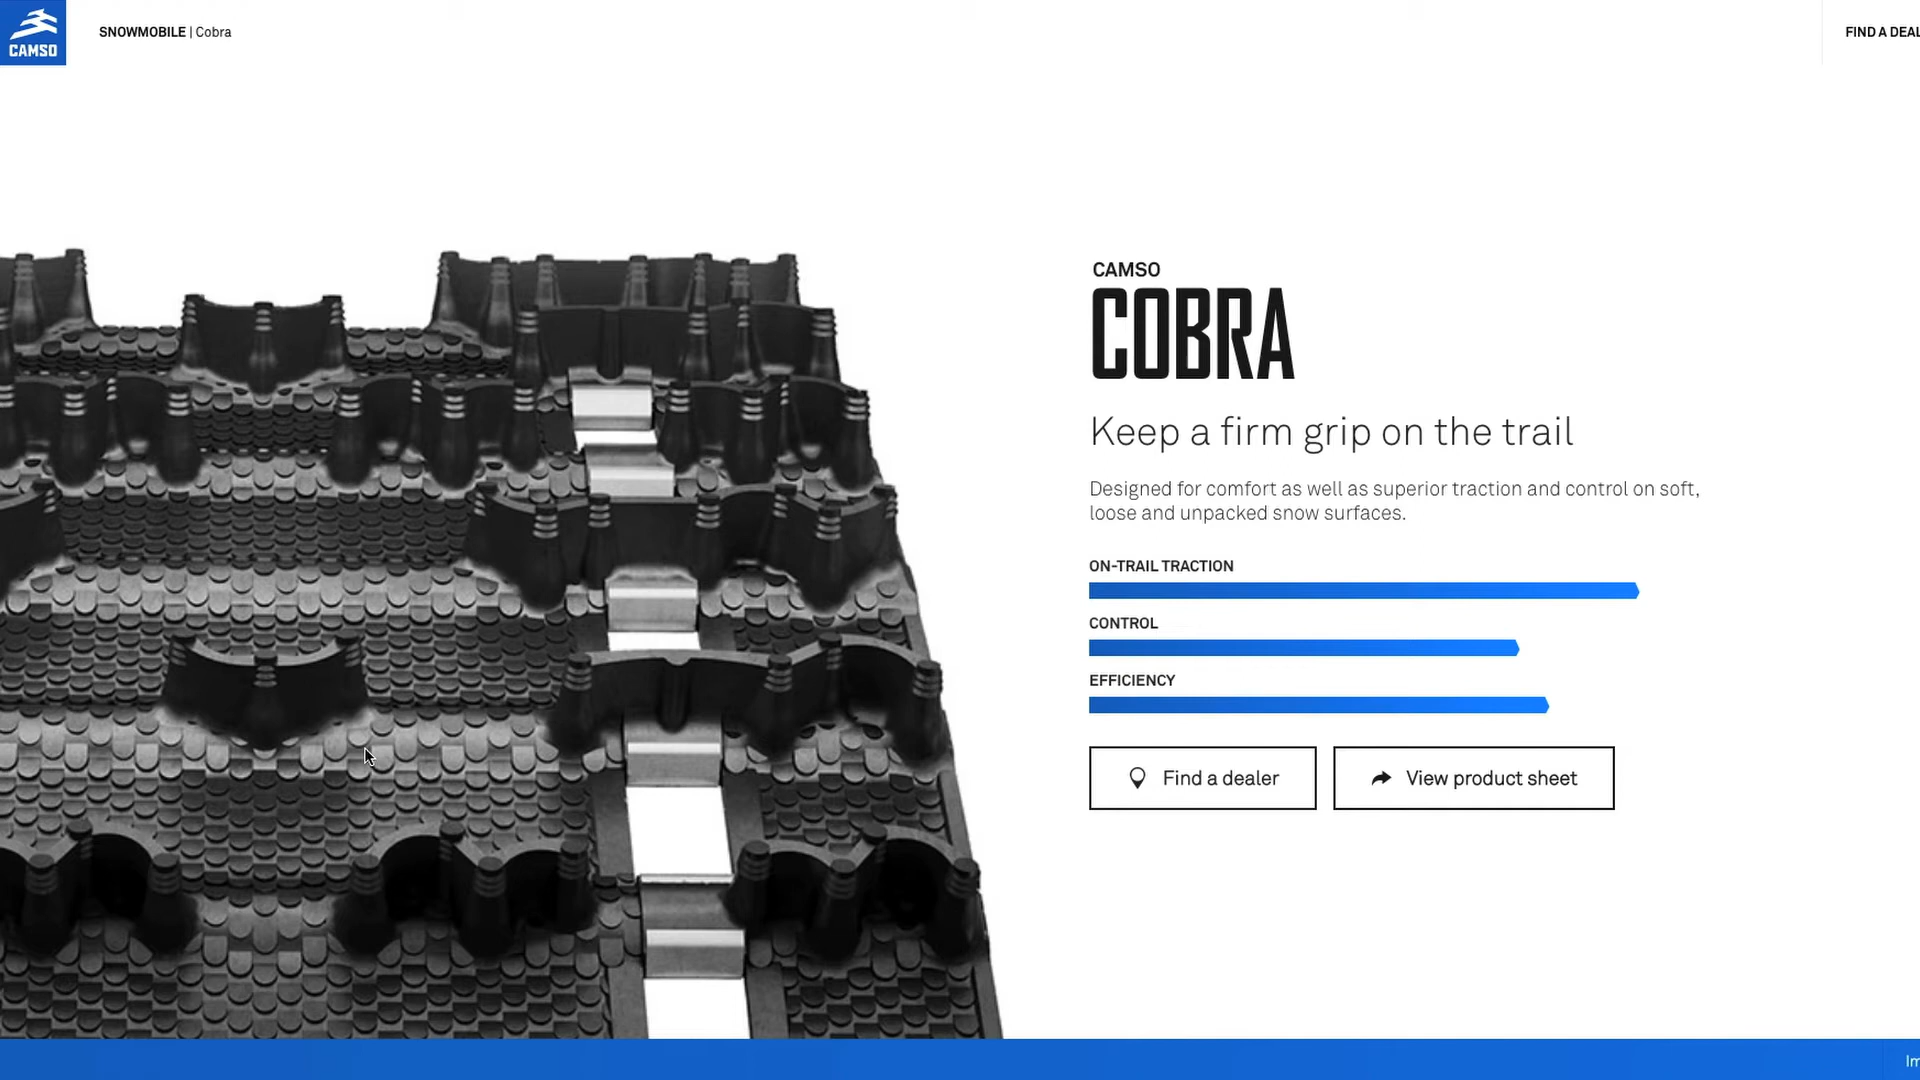 CAMSO
SNOWMOBILE | Cobra
FIND A DEAL
CAMSO
COBRA
Keep a firm grip on the trail
Designed for comfort as well as superior traction and control on soft,
loose and unpacked snow surfaces.
ON-TRAIL TRACTION
CONTROL
EFFICIENCY
Find a dealer
View product sheet